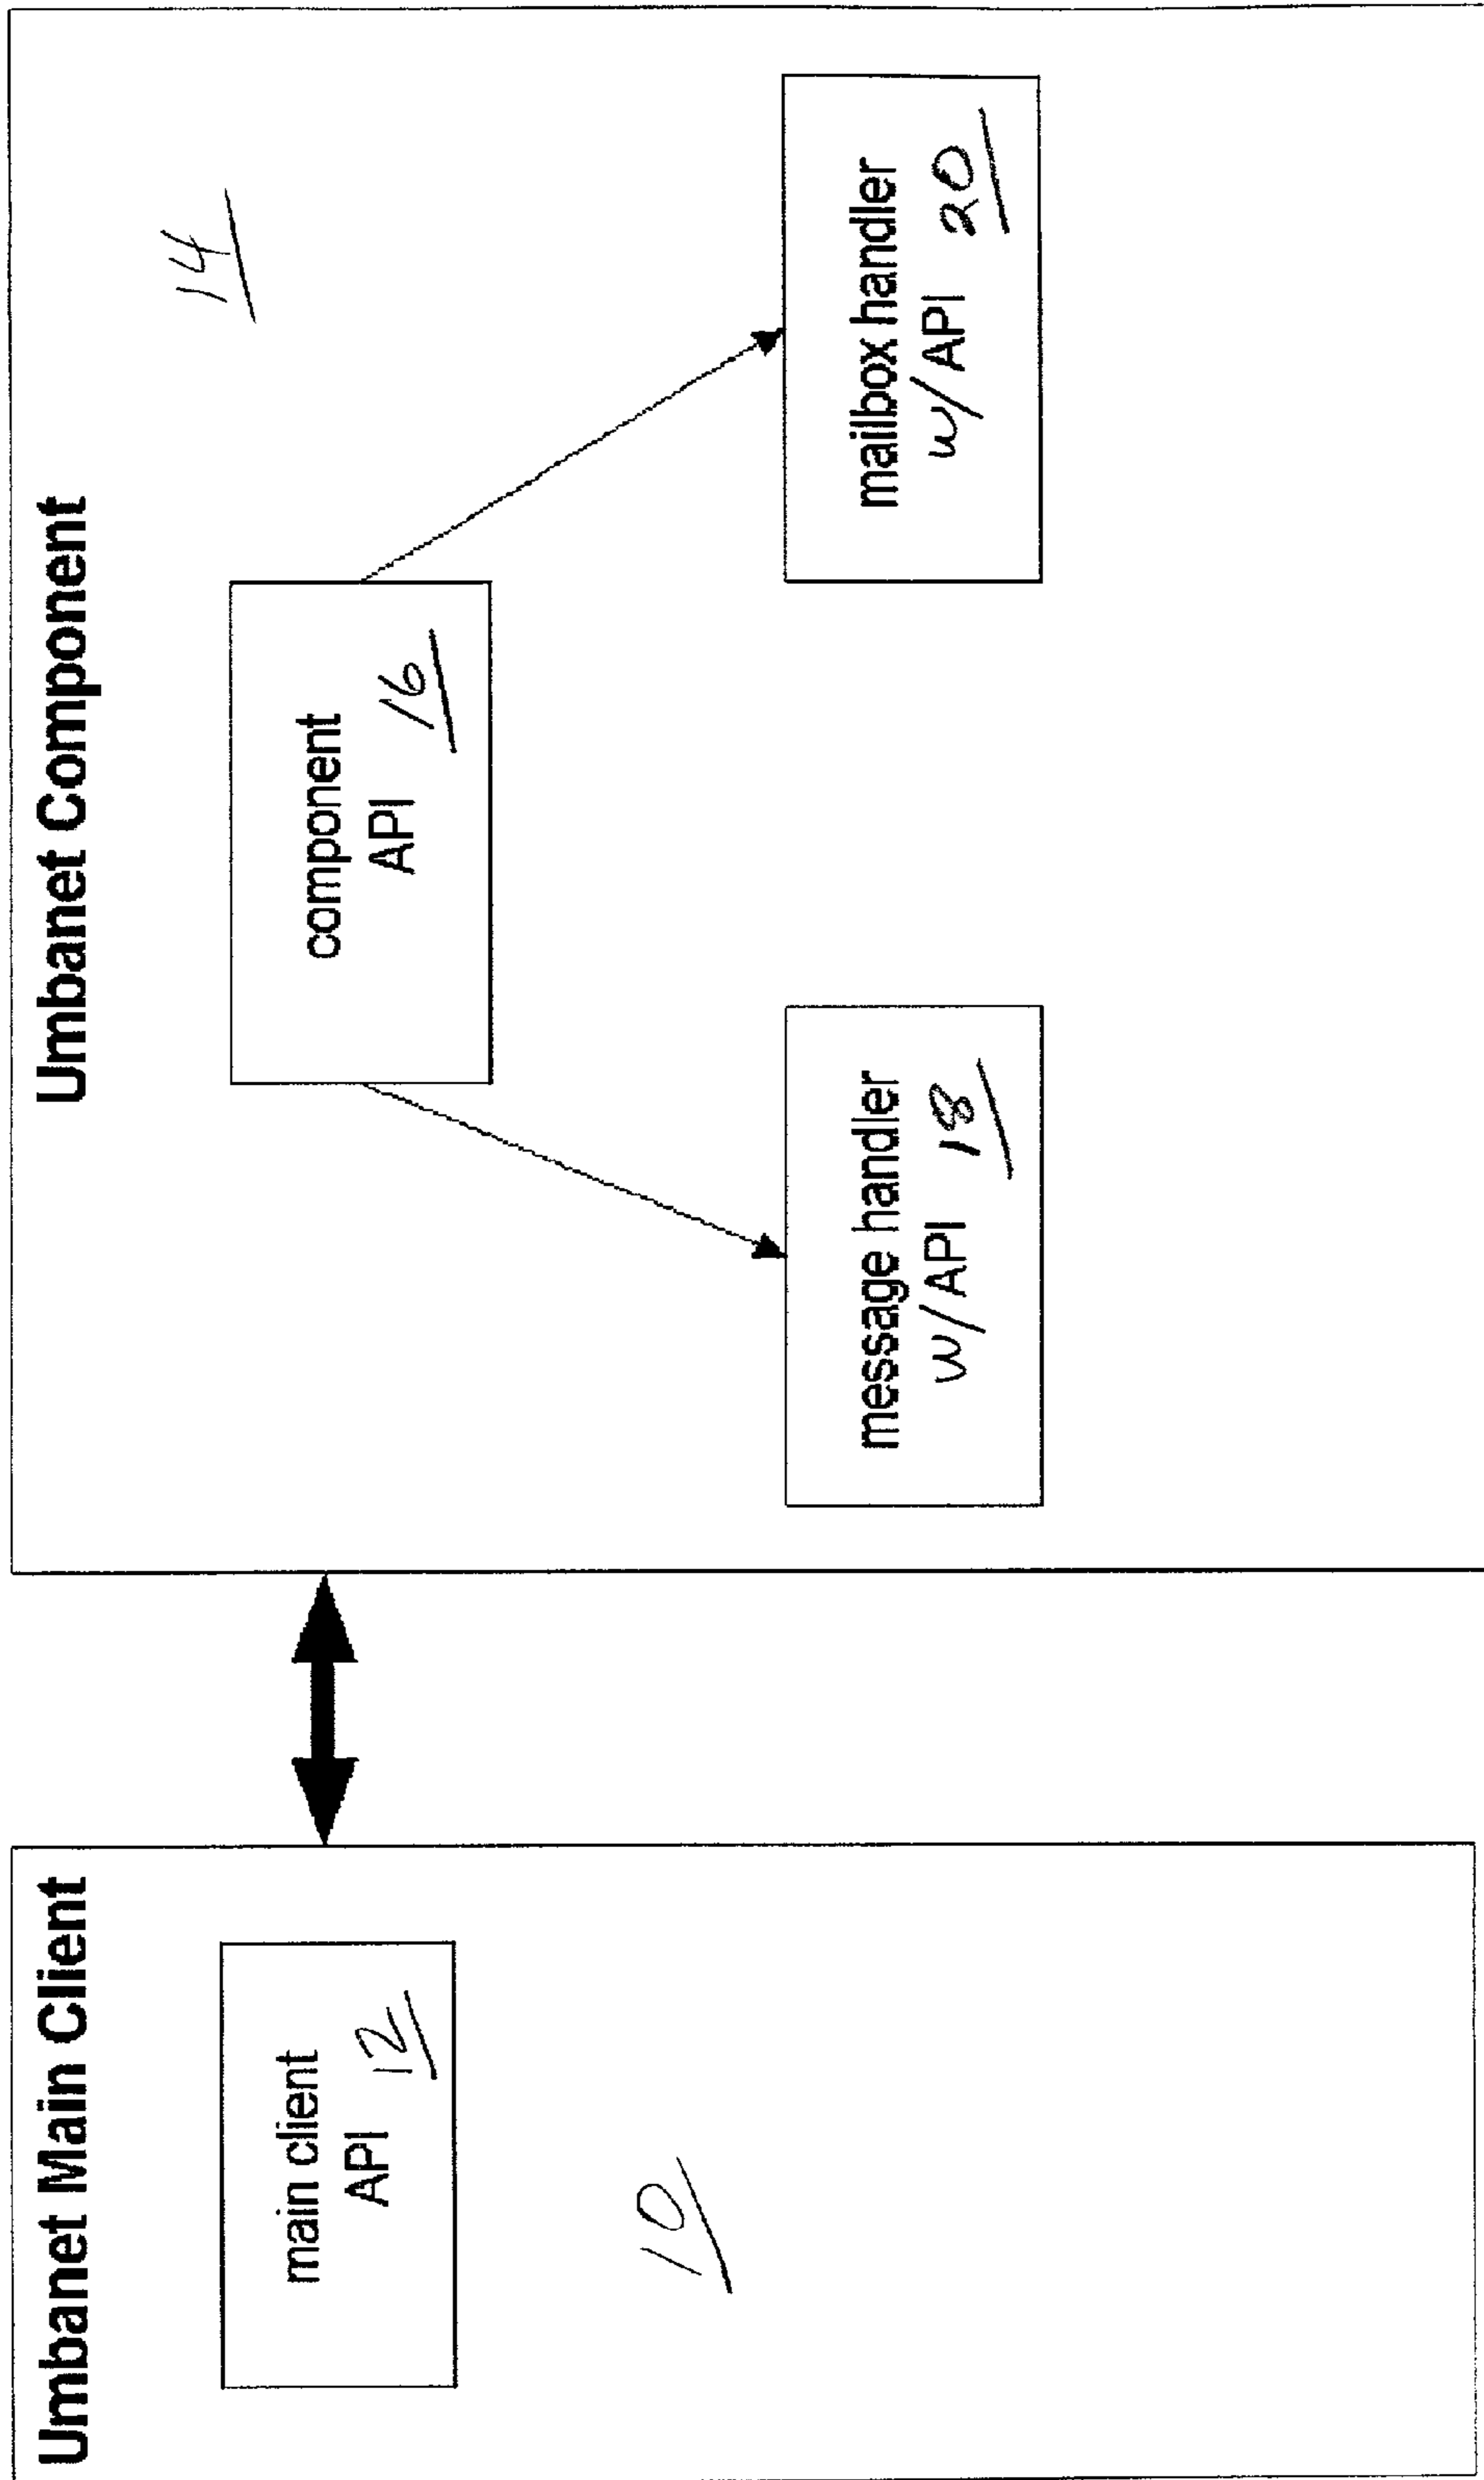 Umbanet Main Client
main client
API 12
10
Umbanet Component
14
component
API 16
message handler
w/API 18
mailbox handler
w/API 20